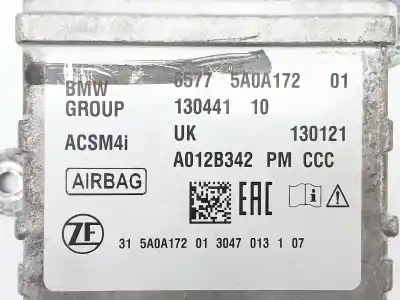 BMW 6577 5A0A172 01
GROUP 130441 10
ACSM4i UK 130121
A012B342 PM CCC
AIRBAG
EAC
ZF
31 5 5A0A172 01 3047 013 1 07